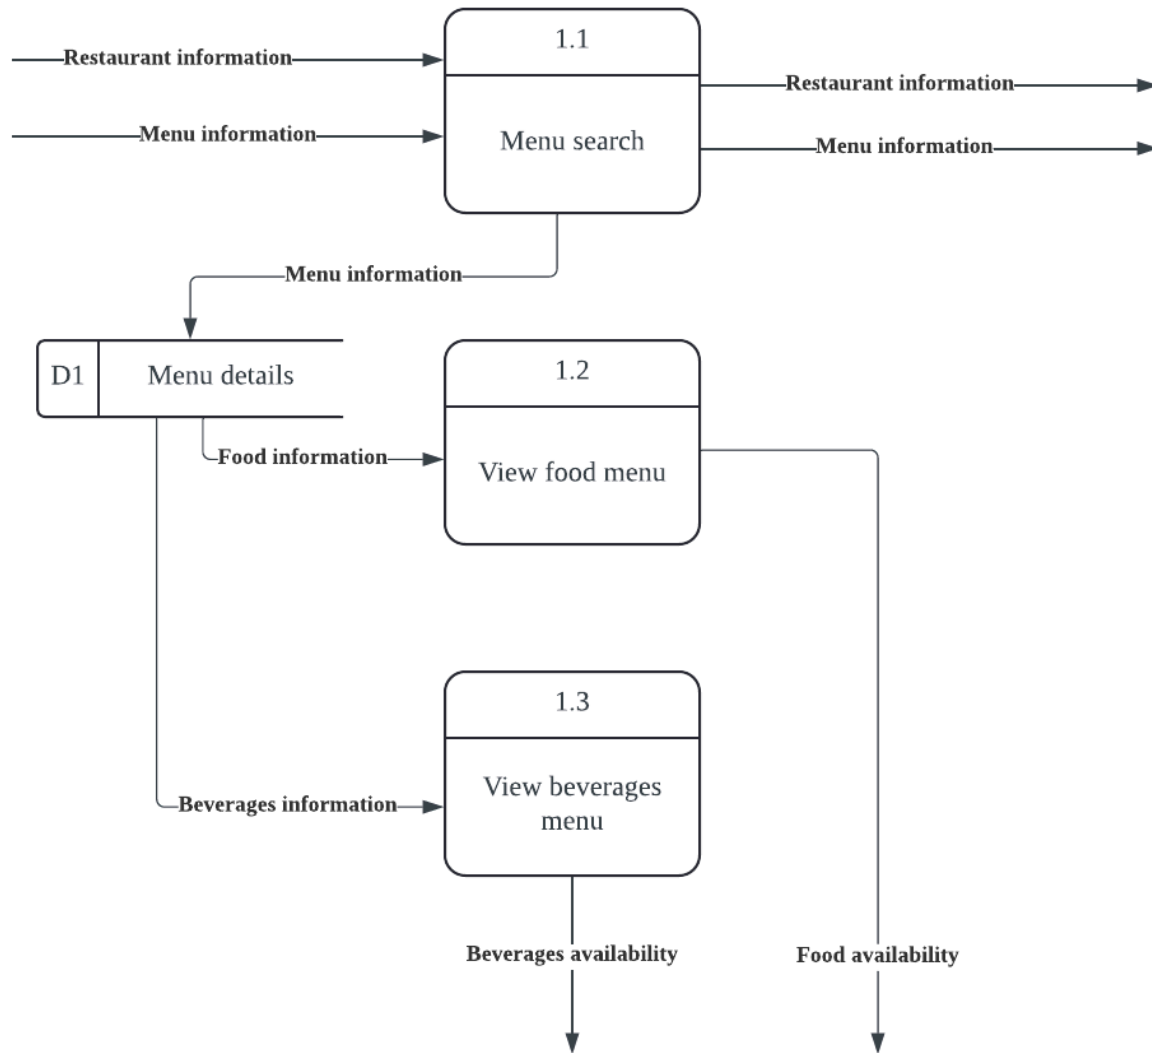 1.1
Restaurant information
Restaurant information
Menu information
Menu search
Menu information
Menu information
D1
Menu details
1.2
Food information
View food menu
1.3
View beverages
menu
Beverages information
Beverages availability
Food availability